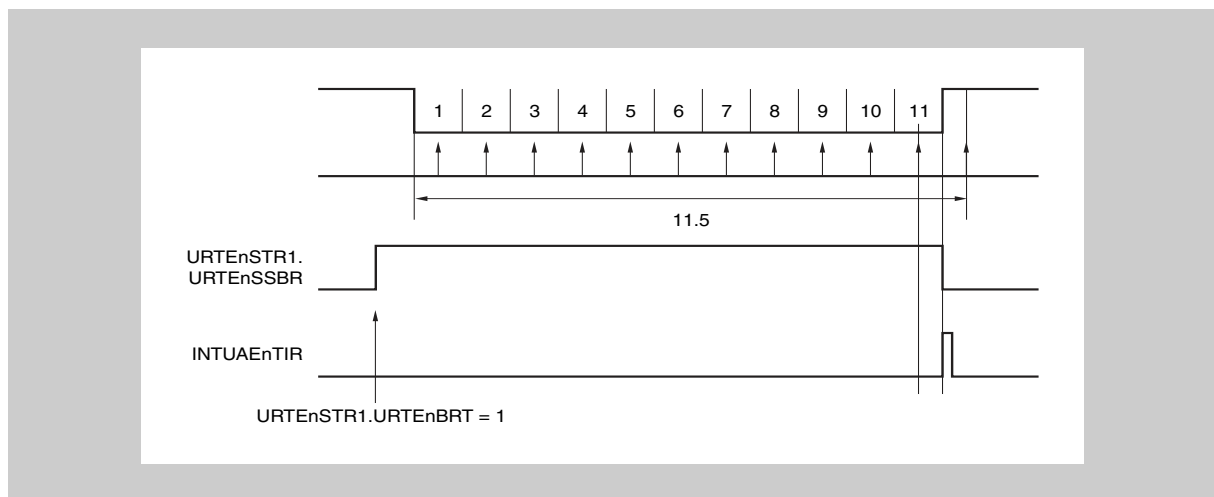 1 2 3 4 5 6 7 8 9 10 11
11.5
URTEnSTR1.
URTEnSSBR
INTUAEnTIR
URTEnSTR1.URTEnBRT = 1